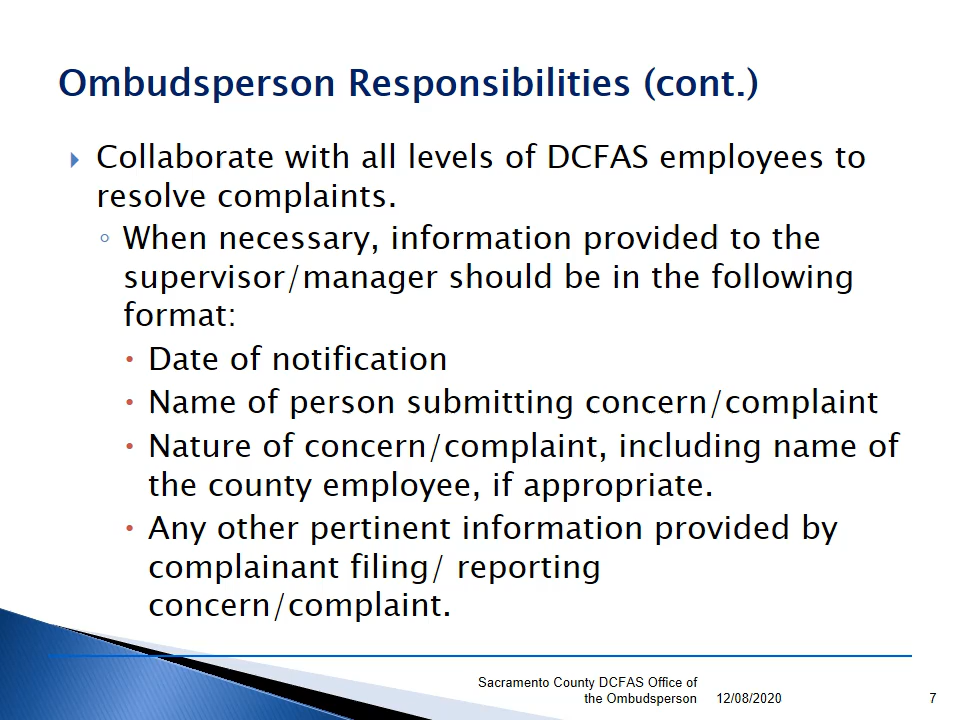 Ombudsperson Responsibilities (cont.)
Collaborate with all levels of DCFAS employees to
resolve complaints.
When necessary, information provided to the
supervisor/manager should be in the following
format:
Date of notification
Name of person submitting concern/complaint
Nature of concern/complaint, including name of
the county employee, if appropriate.
Any other pertinent information provided by
complainant filing/ reporting
concern/complaint.
Sacramento County DCFAS Office of
the Ombudsperson 12/08/2020 7